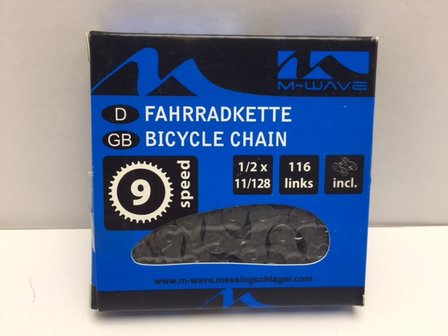 M-WAVE
D FAHRRADKETTE
GB BICYCLE CHAIN
9 speed
1/2 x 11/128
116 links
incl.
www.m-wave.messingschlager.com